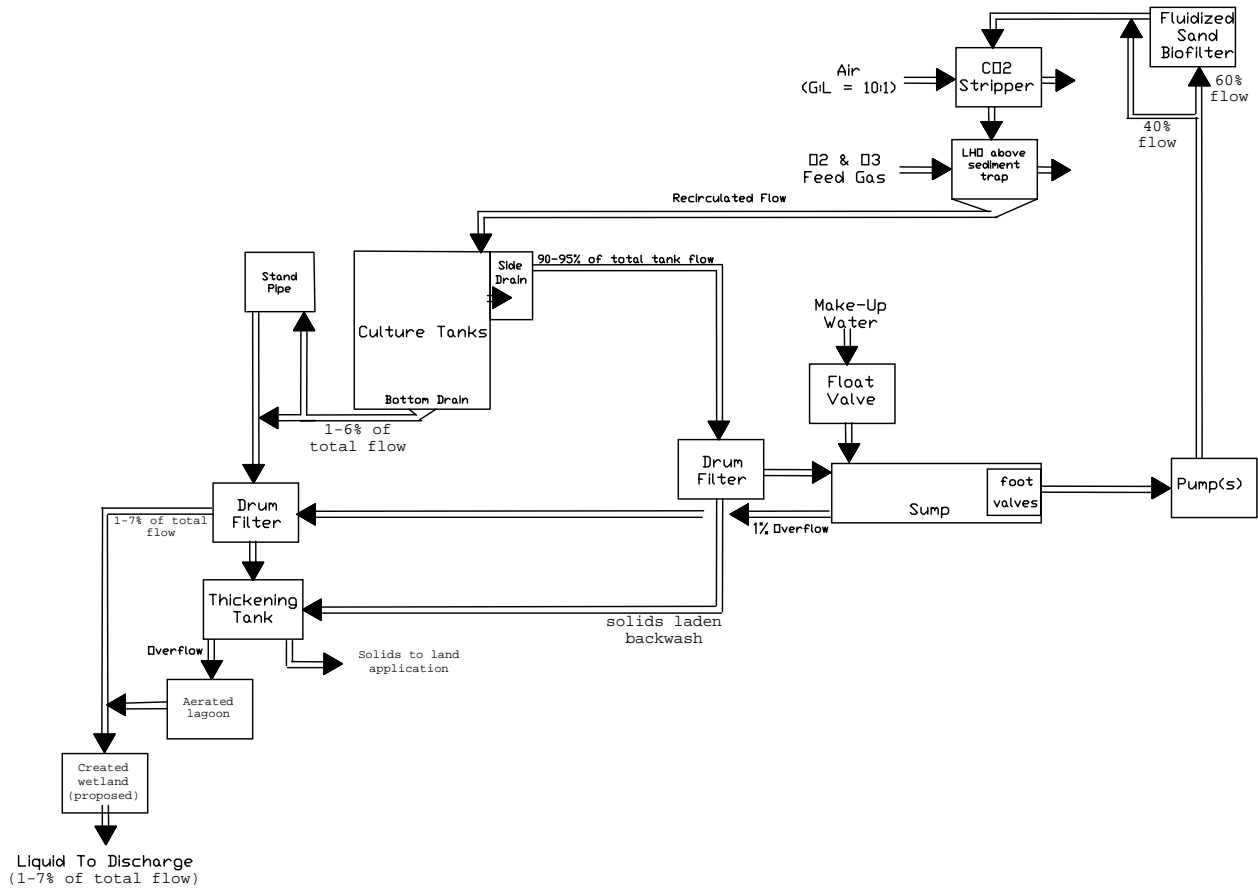 Fluidized
Sand
Biofilter
60%
flow
40%
flow
CO2
Stripper
Air
(G:L = 10:1)
LHO above
sediment
trap
O2 & O3
Feed Gas
Recirculated Flow
Stand
Pipe
Side
Drain
90-95% of total tank flow
Culture Tanks
Bottom Drain
1-6% of
total flow
Make-Up
Water
Float
Valve
Drum
Filter
foot
valves
Sump
Pump(s)
1% Overflow
Drum
Filter
1-7% of total
flow
Thickening
Tank
solids laden
backwash
Overflow
Solids to land
application
Aerated
lagoon
Created
wetland
(proposed)
Liquid To Discharge
(1-7% of total flow)